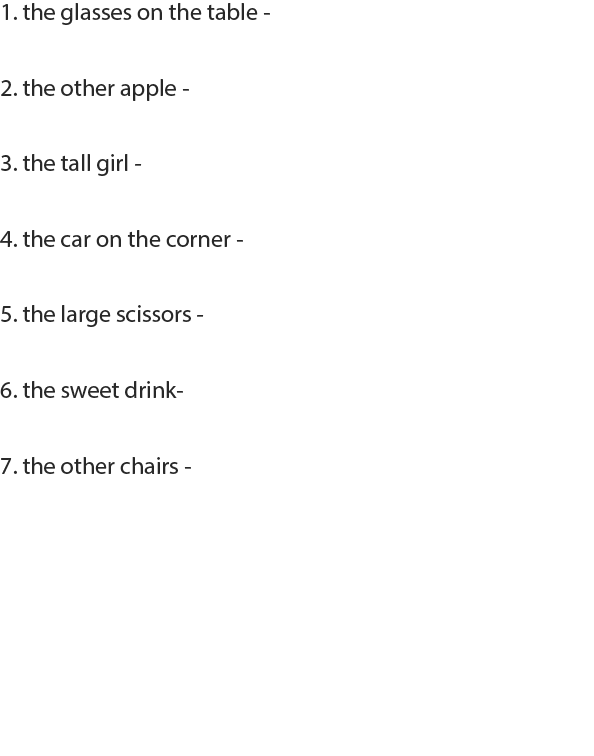 1. the glasses on the table -
2. the other apple -
3. the tall girl -
4. the car on the corner -
5. the large scissors -
6. the sweet drink-
7. the other chairs -